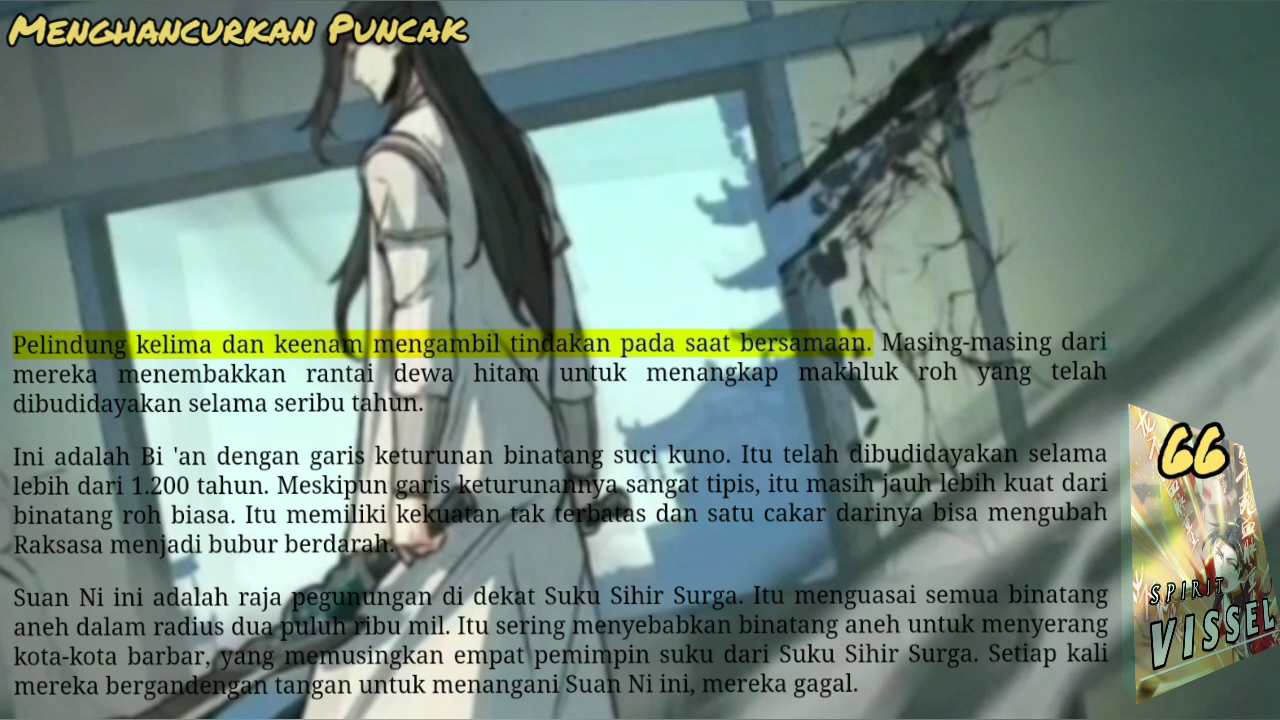 Menghancurkan Puncak
Pelindung kelima dan keenam mengambil tindakan pada saat bersamaan. Masing-masing dari
mereka menembakkan rantai dewa hitam untuk menangkap makhluk roh yang telah
dibudidayakan selama seribu tahun.
Ini adalah Bi 'an dengan garis keturunan binatang suci kuno. Itu telah dibudidayakan selama
lebih dari 1.200 tahun. Meskipun garis keturunannya sangat tipis, itu masih jauh lebih kuat dari
binatang roh biasa. Itu memiliki kekuatan tak terbatas dan satu cakar darinya bisa mengubah
Raksasa menjadi bubur berdarah.
Suan Ni ini adalah raja pegunungan di dekat Suku Sihir Surga. Itu menguasai semua binatang
aneh dalam radius dua puluh ribu mil. Itu sering menyebabkan binatang aneh untuk menyerang
kota-kota barbar, yang memusingkan empat pemimpin suku dari Suku Sihir Surga. Setiap kali
mereka bergandengan tangan untuk menangani Suan Ni ini, mereka gagal.
66
SPIRIT
VISSEL